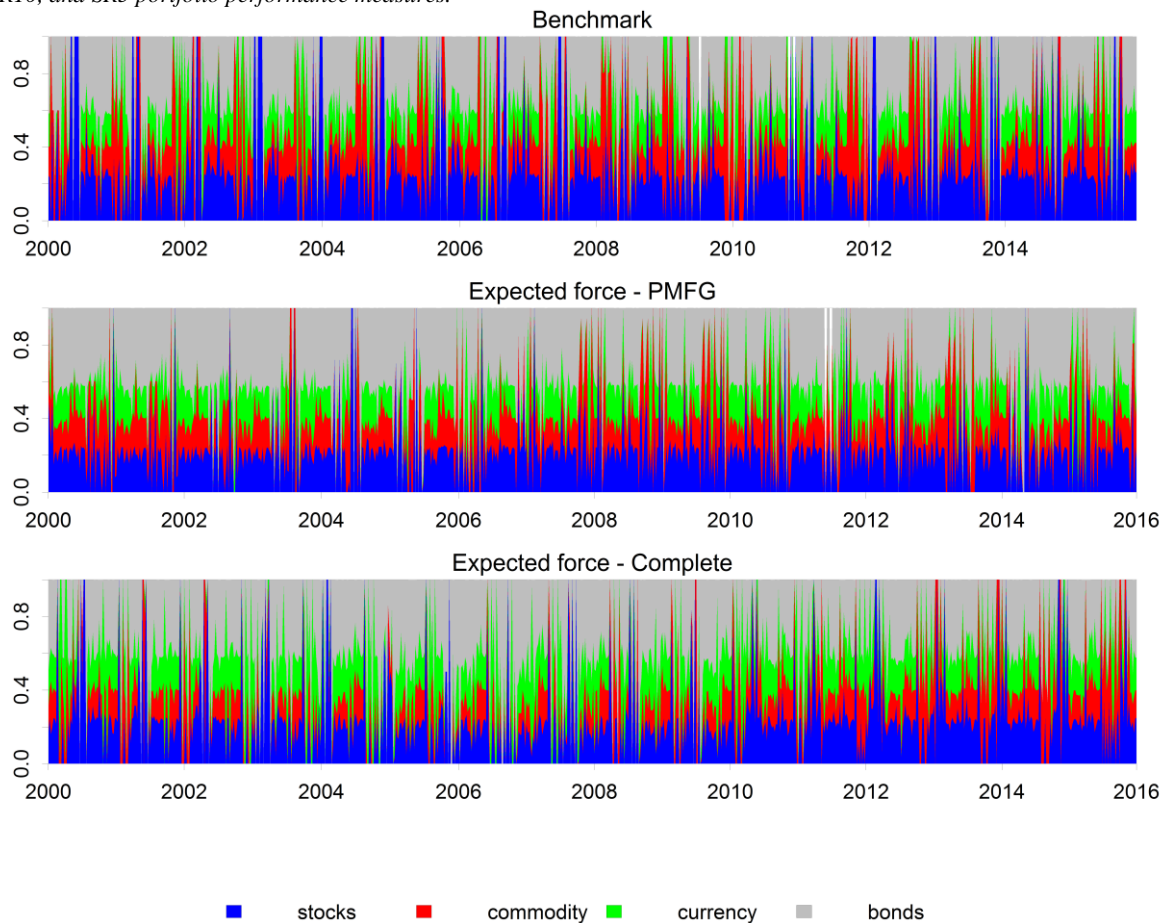 and SR5 portfolio performance measures.
Benchmark
0.8
0.4
0.0
2000 2002 2004 2006 2008 2010 2012 2014
Expected force - PMFG
0.8
0.4
0.0
2000 2002 2004 2006 2008 2010 2012 2014 2016
Expected force - Complete
0.8
0.4
0.0
2000 2002 2004 2006 2008 2010 2012 2014 2016
stocks commodity currency bonds